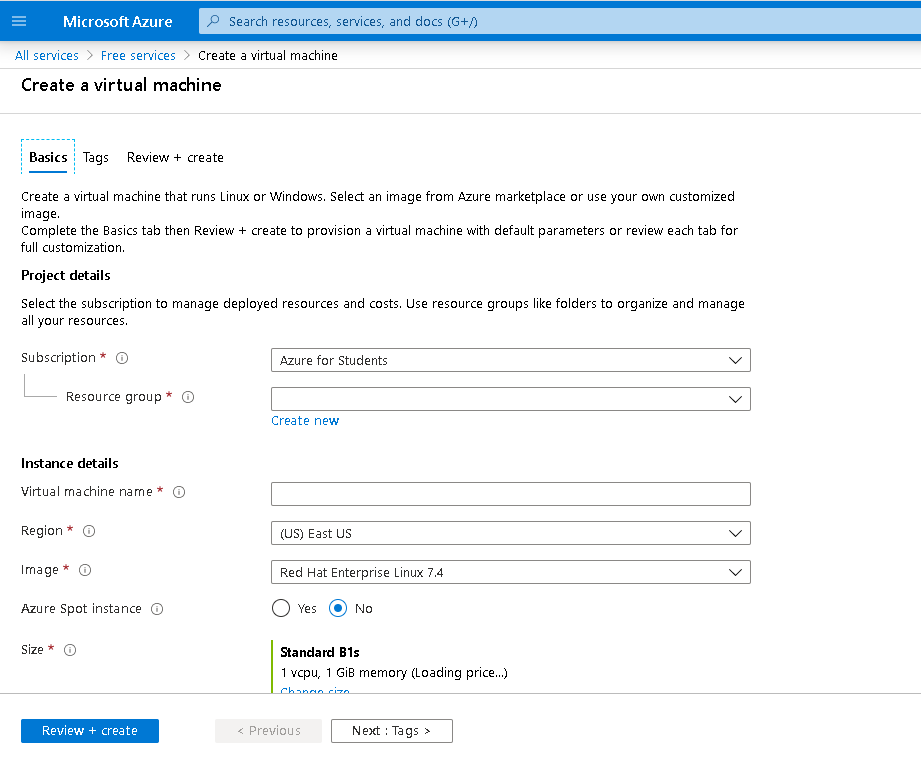 Microsoft Azure
Search resources, services, and docs (G+/)
All services > Free services > Create a virtual machine
Create a virtual machine
Basics Tags Review + create
Create a virtual machine that runs Linux or Windows. Select an image from Azure marketplace or use your own customized
image.
Complete the Basics tab then Review + create to provision a virtual machine with default parameters or review each tab for
full customization.
Project details
Select the subscription to manage deployed resources and costs. Use resource groups like folders to organize and manage
all your resources.
Subscription *
Azure for Students
Resource group *
Create new
Instance details
Virtual machine name *
Region *
(US) East US
Image *
Red Hat Enterprise Linux 7.4
Azure Spot instance
Yes No
Size *
Standard B1s
1 vcpu, 1 GiB memory (Loading price...)
Change size
Review + create
< Previous
Next : Tags >